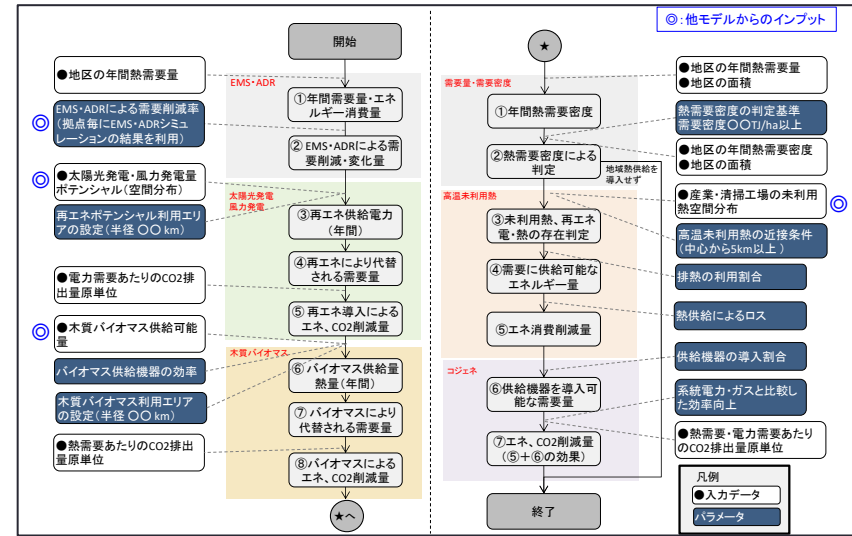 ◎:他モデルからのインプット
開始
●地区の年間熱需要量
EMS・ADR
①年間需要量・エネ
ルギー消費量
◎
EMS・ADRによる需要削減率
(拠点毎にEMS・ADRシミュ
レーションの結果を利用)
② EMS・ADRによる需
要削減・変化量
◎
●太陽光発電・風力発電量
ポテンシャル(空間分布)
太陽光発電
風力発電
再エネポテンシャル利用エリ
アの設定(半径 〇〇 km)
③再エネ供給電力
(年間)
④再エネにより代替
される需要量
●電力需要あたりのCO2排
出量原単位
⑤ 再エネ導入による
エネ、CO2削減量
◎
●木質バイオマス供給可能
量
木質バイオマス
バイオマス供給機器の効率
⑥バイオマス供給量
熱量(年間)
木質バイオマス利用エリア
の設定(半径 〇〇 km)
⑦ バイオマスにより
代替される需要量
●熱需要あたりのCO2排出
量原単位
⑧バイオマスによる
エネ、CO2削減量
★へ
★
需要量・需要密度
●地区の年間熱需要量
●地区の面積
①年間熱需要密度
熱需要密度の判定基準
需要密度〇〇TJ/ha以上
②熱需要密度による
判定
●地区の年間熱需要密度
●地区の面積
地域熱供給を
導入せず
高温未利用熱
●産業・清掃工場の未利用
熱空間分布
◎
③未利用熱、再エネ
電・熱の存在判定
高温未利用熱の近接条件
(中心から5km以上 )
④需要に供給可能な
エネルギー量
排熱の利用割合
熱供給によるロス
⑤エネ消費削減量
コジェネ
供給機器の導入割合
⑥供給機器を導入可
能な需要量
系統電力・ガスと比較し
た効率向上
⑦エネ、CO2削減量
(⑤+⑥の効果)
●熱需要・電力需要あたり
のCO2排出量原単位
終了
凡例
●入力データ
パラメータ